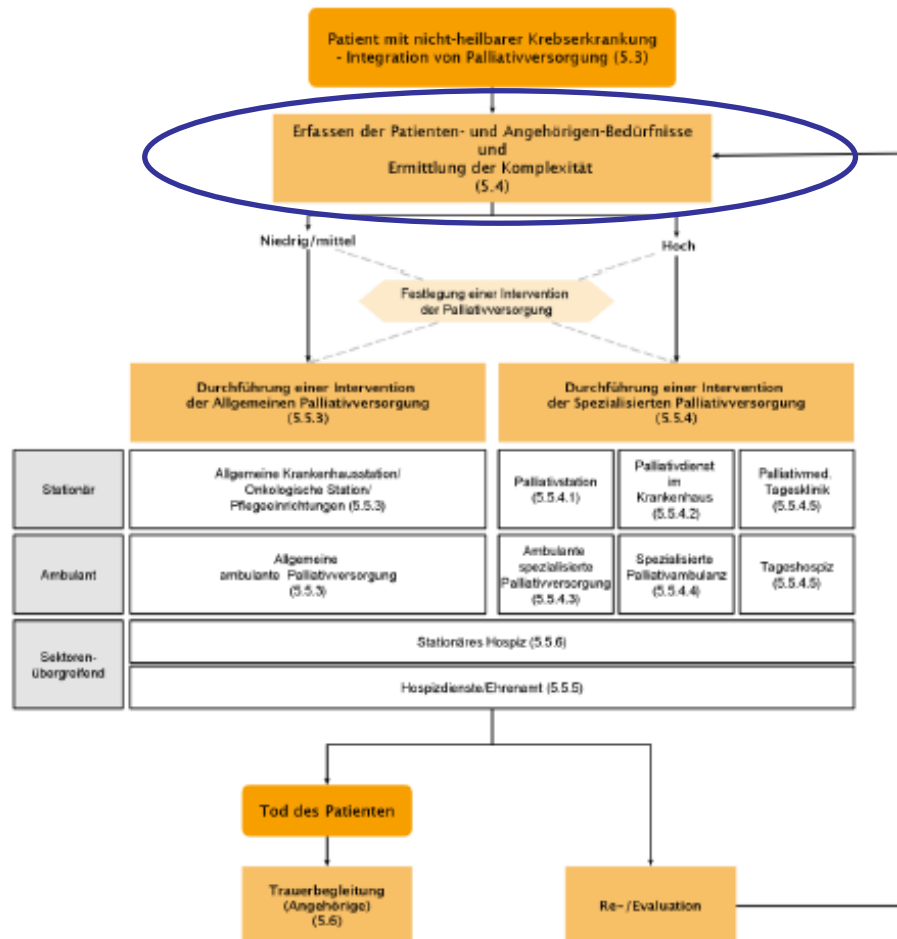 Patient mit nicht-heilbarer Krebserkrankung
- Integration von Palliativversorgung (5.3)
Erfassen der Patienten- und Angehörigen-Bedürfnisse
und
Ermittlung der Komplexität
(5.4)
Niedrig/mittel
Hoch
Festlegung einer Intervention
der Palliativversorgung
Durchführung einer Intervention
der Allgemeinen Palliativversorgung
(5.5.3)
Durchführung einer Intervention
der Spezialisierten Palliativversorgung
(5.5.4)
Stationär
Allgemeine Krankenhausstation/
Onkologische Station/
Pflegeeinrichtungen (5.5.3)
Palliativstation
(5.5.4.1)
Palliativdienst
im
Krankenhaus
(5.5.4.2)
Palliativmed.
Tagesklinik
(5.5.4.5)
Ambulant
Allgemeine
ambulante Palliativversorgung
(5.5.3)
Ambulante
spezialisierte
Palliativversorgung
(5.5.4.3)
Spezialisierte
Palliativambulanz
(5.5.4.4)
Tageshospiz
(5.5.4.5)
Sektoren-
übergreifend
Stationäres Hospiz (5.5.6)
Hospizdienste/Ehrenamt (5.5.5)
Tod des Patienten
Trauerbegleitung
(Angehörige)
(5.6)
Re-/Evaluation